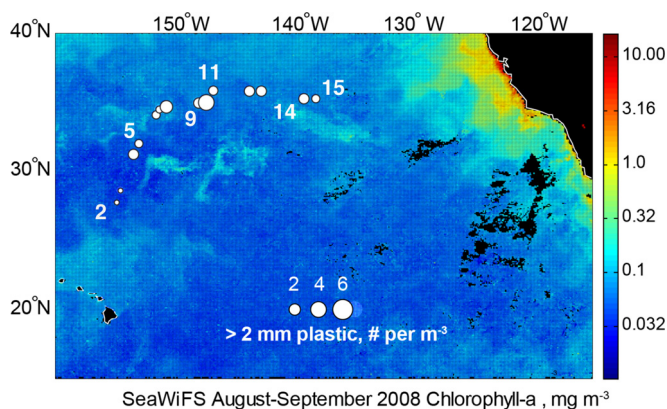 150°W 140°W 130°W 120°W
40°N
30°N
20°N
11
15
14
9
5
2
2 4 6
> 2 mm plastic, # per m⁻³
10.00
3.16
1.0
0.32
0.1
0.032
SeaWiFS August-September 2008 Chlorophyll-a , mg m⁻³